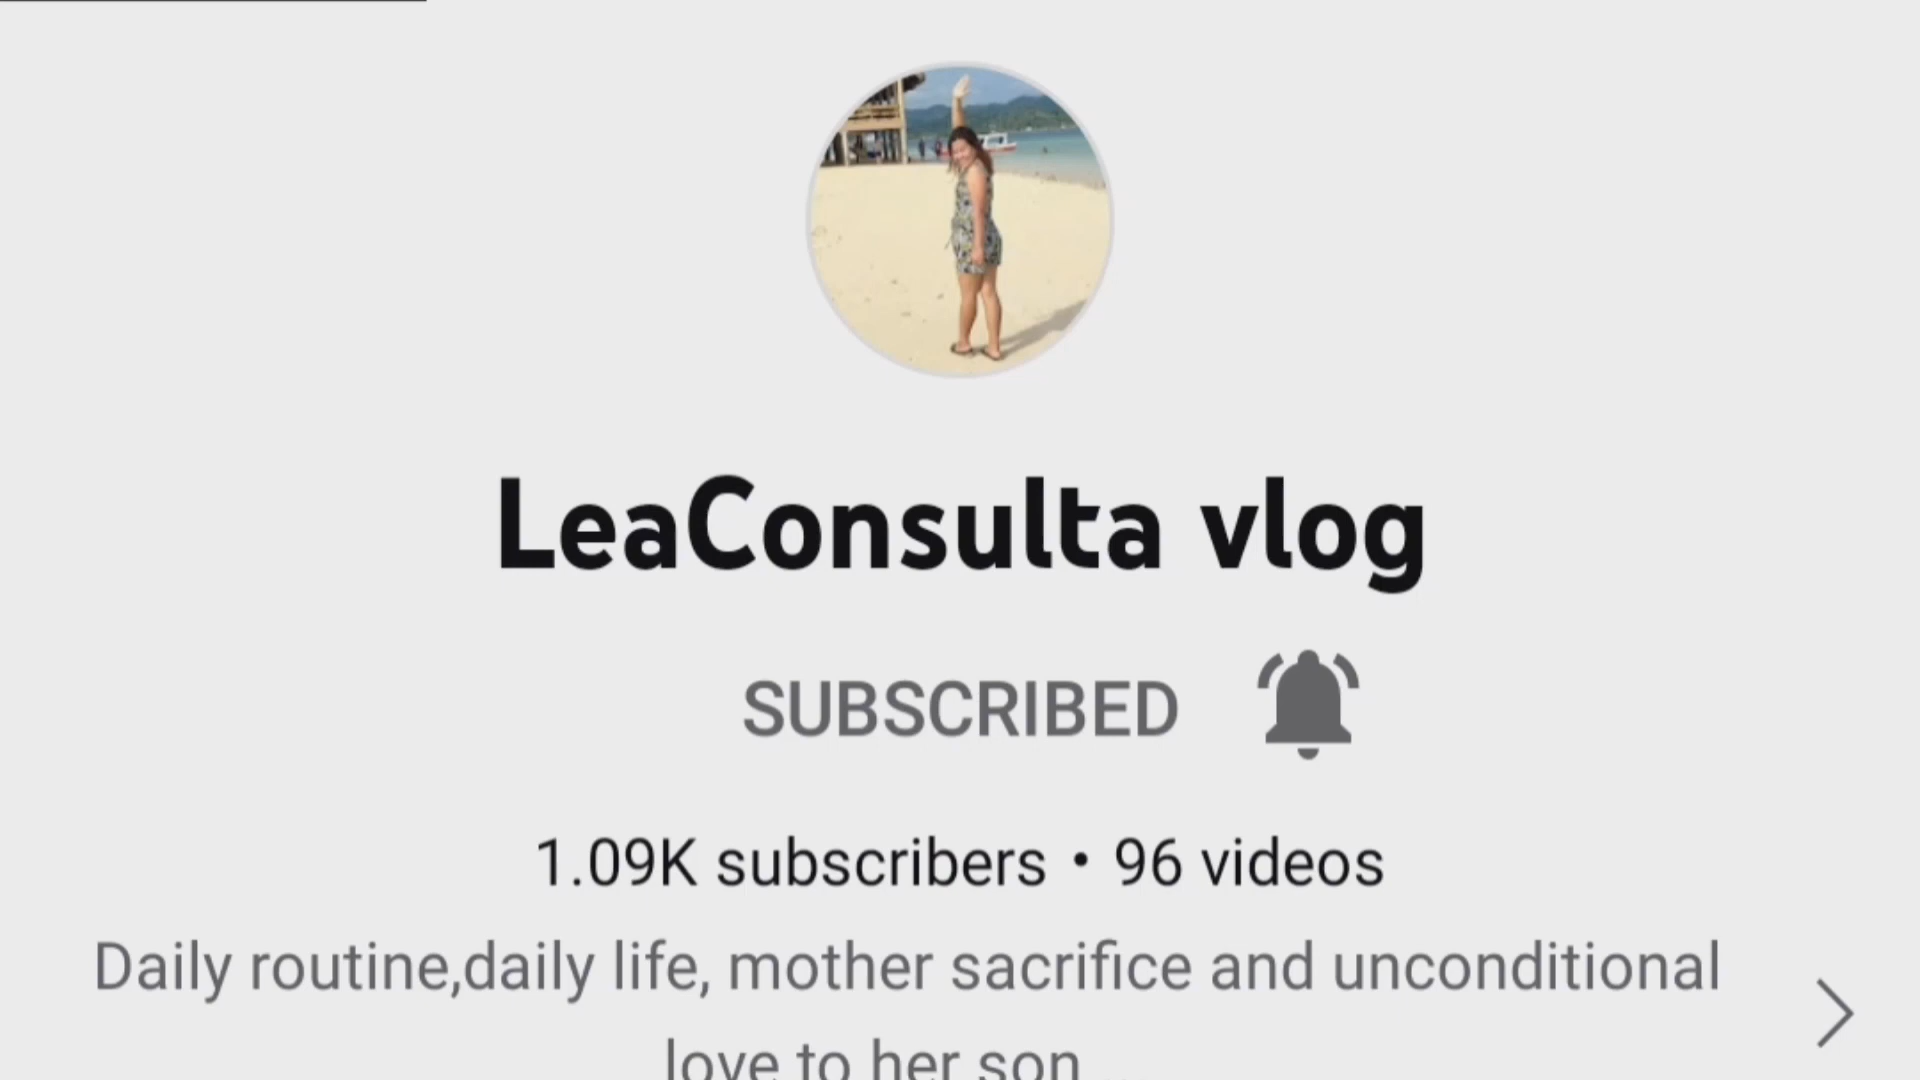 LeaConsulta vlog
SUBSCRIBED
1.09K subscribers • 96 videos
Daily routine,daily life, mother sacrifice and unconditional
love to her son...